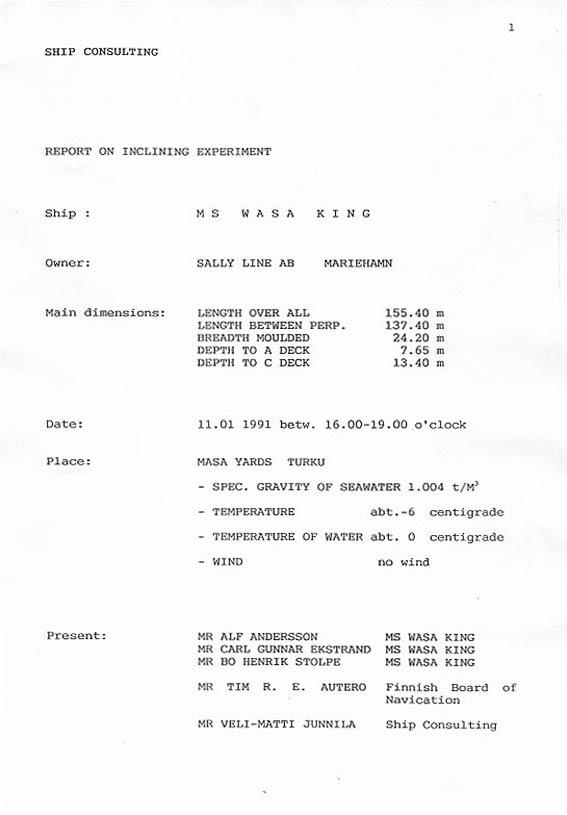 1
SHIP CONSULTING
REPORT ON INCLINING EXPERIMENT
Ship : M S W A S A K I N G
Owner: SALLY LINE AB MARIEHAMN
Main dimensions: LENGTH OVER ALL 155.40 m
LENGTH BETWEEN PERP. 137.40 m
BREADTH MOULDED 24.20 m
DEPTH TO A DECK 7.65 m
DEPTH TO C DECK 13.40 m
Date: 11.01 1991 betw. 16.00-19.00 o'clock
Place: MASA YARDS TURKU
- SPEC. GRAVITY OF SEAWATER 1.004 t/M³
- TEMPERATURE abt.-6 centigrade
- TEMPERATURE OF WATER abt. 0 centigrade
- WIND no wind
Present: MR ALF ANDERSSON MS WASA KING
MR CARL GUNNAR EKSTRAND MS WASA KING
MR BO HENRIK STOLPE MS WASA KING
MR TIM R. E. AUTERO Finnish Board of
Navication
MR VELI-MATTI JUNNILA Ship Consulting